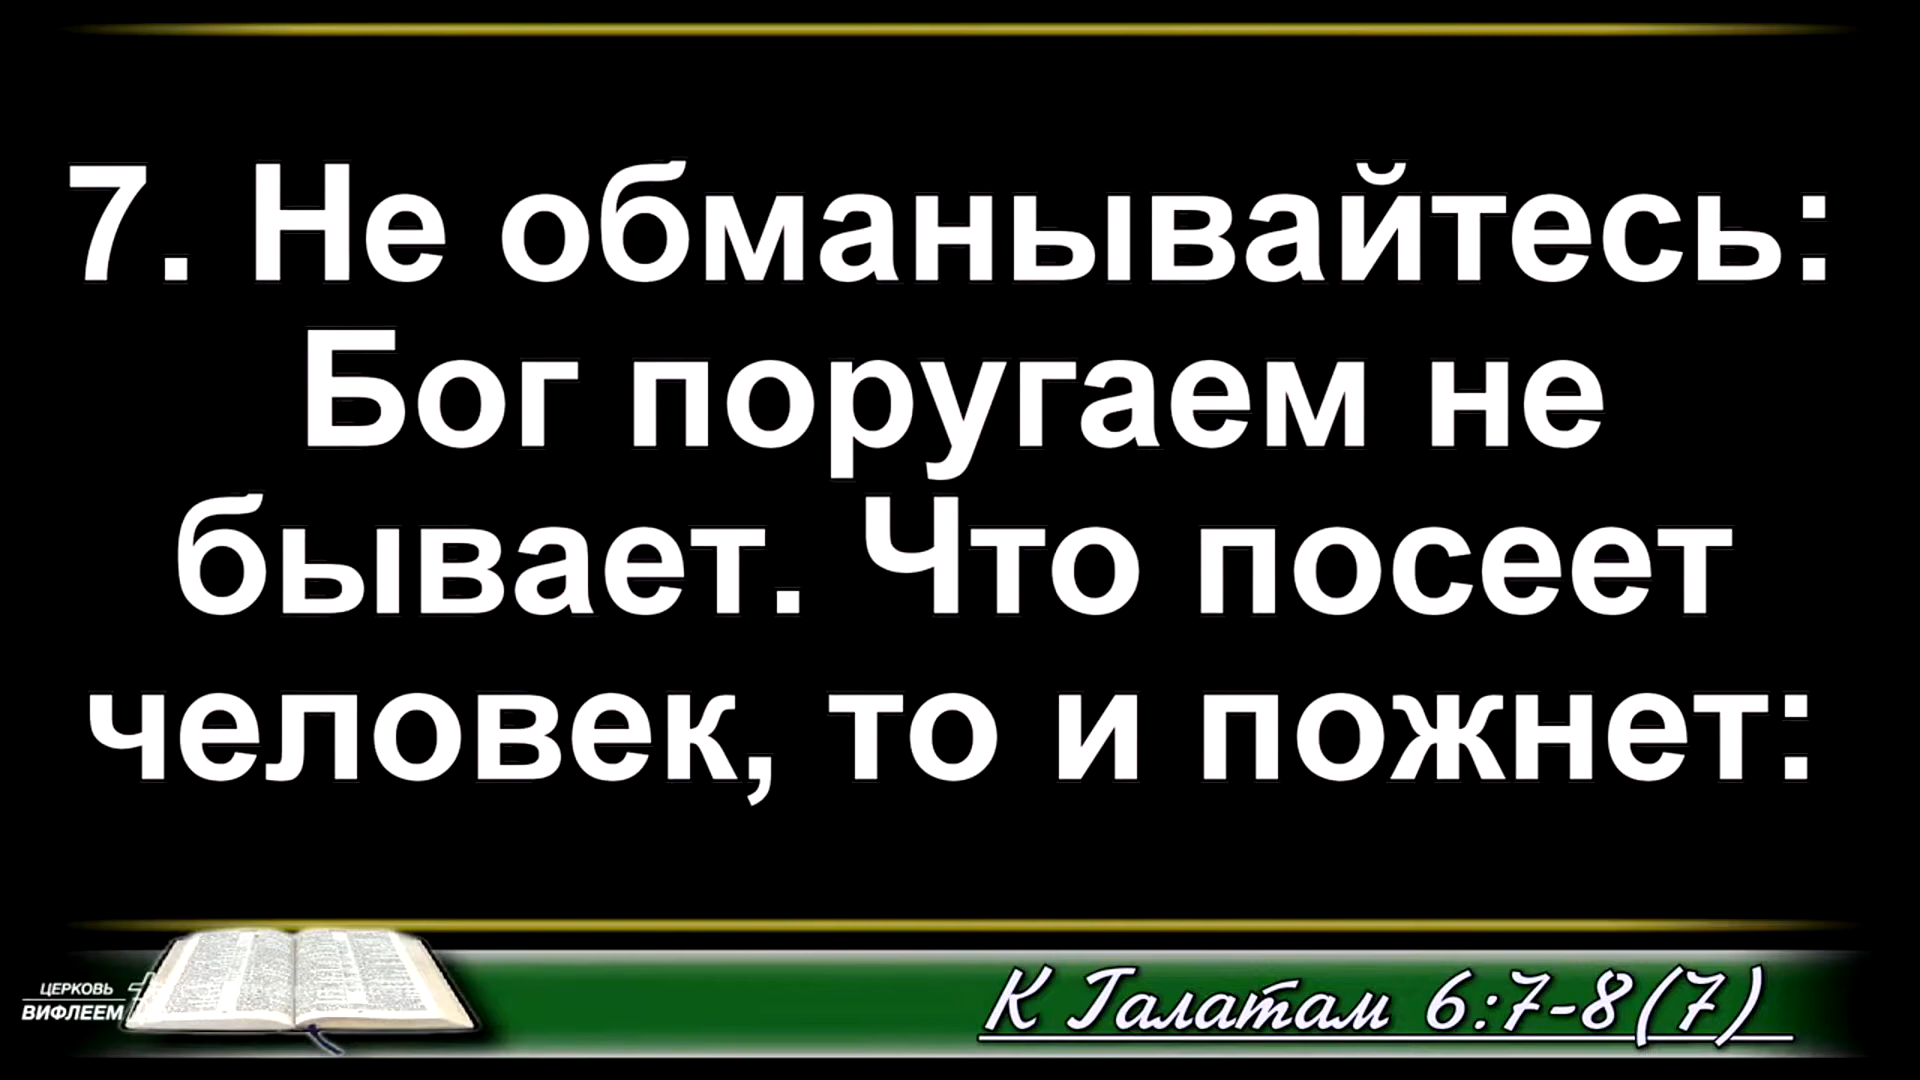 7. Не обманывайтесь:
Бог поругаем не
бывает. Что посеет
человек, то и пожнет:
ЦЕРКОВЬ
ВИФЛЕЕМ
К Галатам 6:7-8(7)